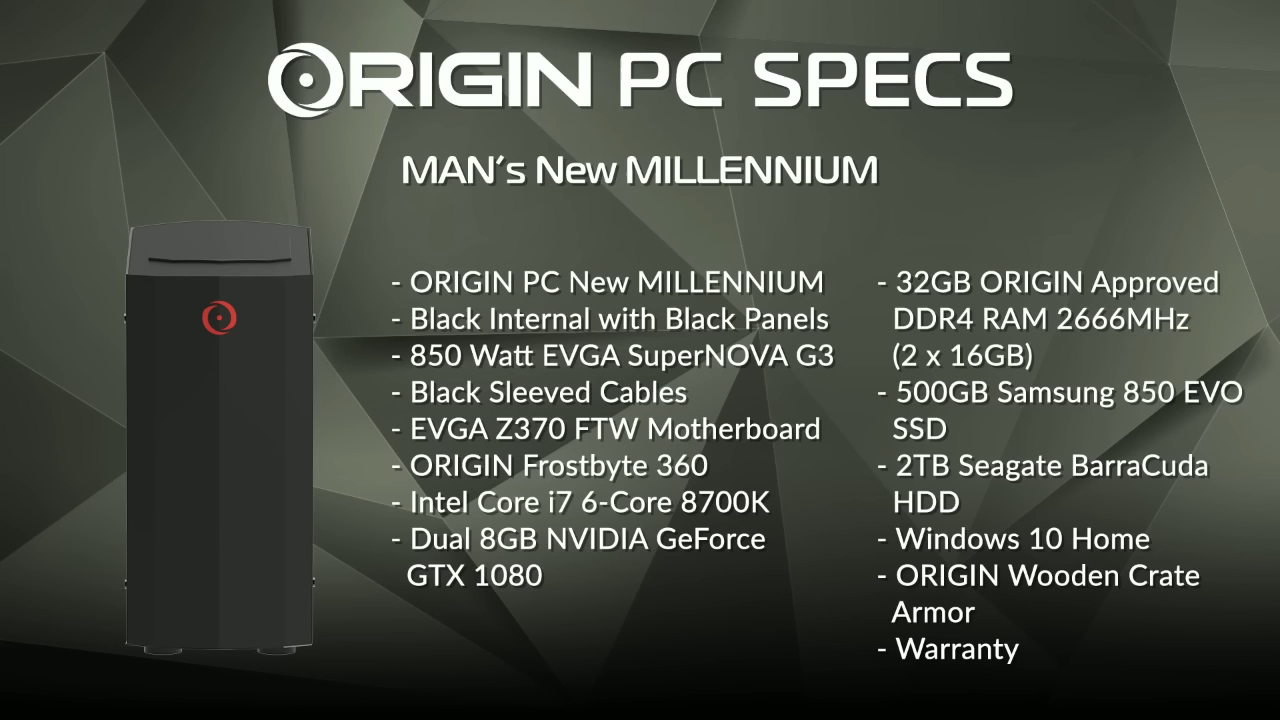 ORIGIN PC SPECS
MAN's New MILLENNIUM
- ORIGIN PC New MILLENNIUM
- Black Internal with Black Panels
- 850 Watt EVGA SuperNOVA G3
- Black Sleeved Cables
- EVGA Z370 FTW Motherboard
- ORIGIN Frostbyte 360
- Intel Core i7 6-Core 8700K
- Dual 8GB NVIDIA GeForce
GTX 1080
- 32GB ORIGIN Approved
DDR4 RAM 2666MHz
(2 x 16GB)
- 500GB Samsung 850 EVO
SSD
- 2TB Seagate BarraCuda
HDD
- Windows 10 Home
- ORIGIN Wooden Crate
Armor
- Warranty